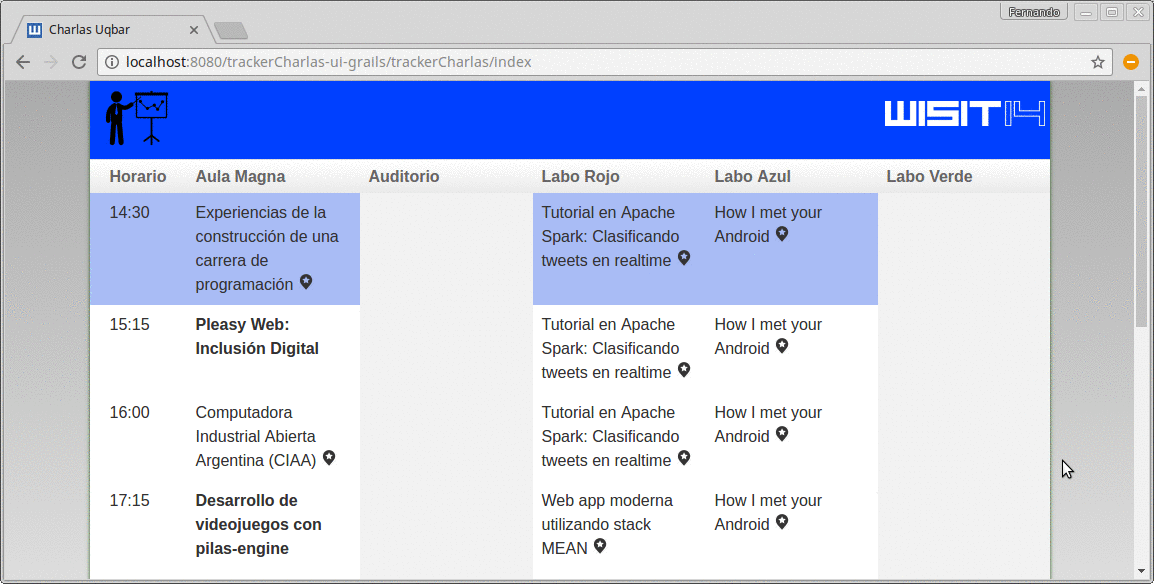 Fernando
Charlas Uqbar
localhost:8080/trackerCharlas-ui-grails/trackerCharlas/index
WISIT14
Horario Aula Magna Auditorio Labo Rojo Labo Azul Labo Verde
14:30
Experiencias de la
construcción de una
carrera de
programación
Tutorial en Apache
Spark: Clasificando
tweets en realtime
How I met your
Android
15:15
Pleasy Web:
Inclusión Digital
Tutorial en Apache
Spark: Clasificando
tweets en realtime
How I met your
Android
16:00
Computadora
Industrial Abierta
Argentina (CIAA)
Tutorial en Apache
Spark: Clasificando
tweets en realtime
How I met your
Android
17:15
Desarrollo de
videojuegos con
pilas-engine
Web app moderna
utilizando stack
MEAN
How I met your
Android